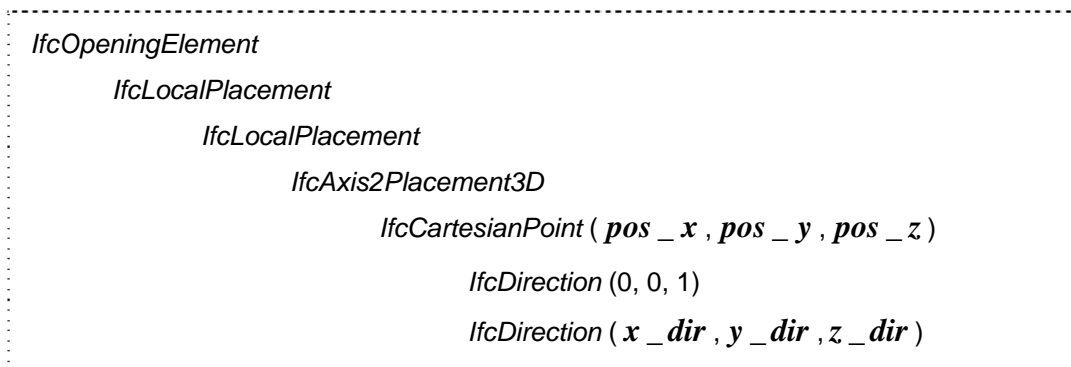 IfcOpeningElement
IfcLocalPlacement
IfcLocalPlacement
IfcAxis2Placement3D
IfcCartesianPoint ( pos _ x , pos _ y , pos _ z )
IfcDirection (0, 0, 1)
IfcDirection ( x _ dir , y _ dir , z _ dir )